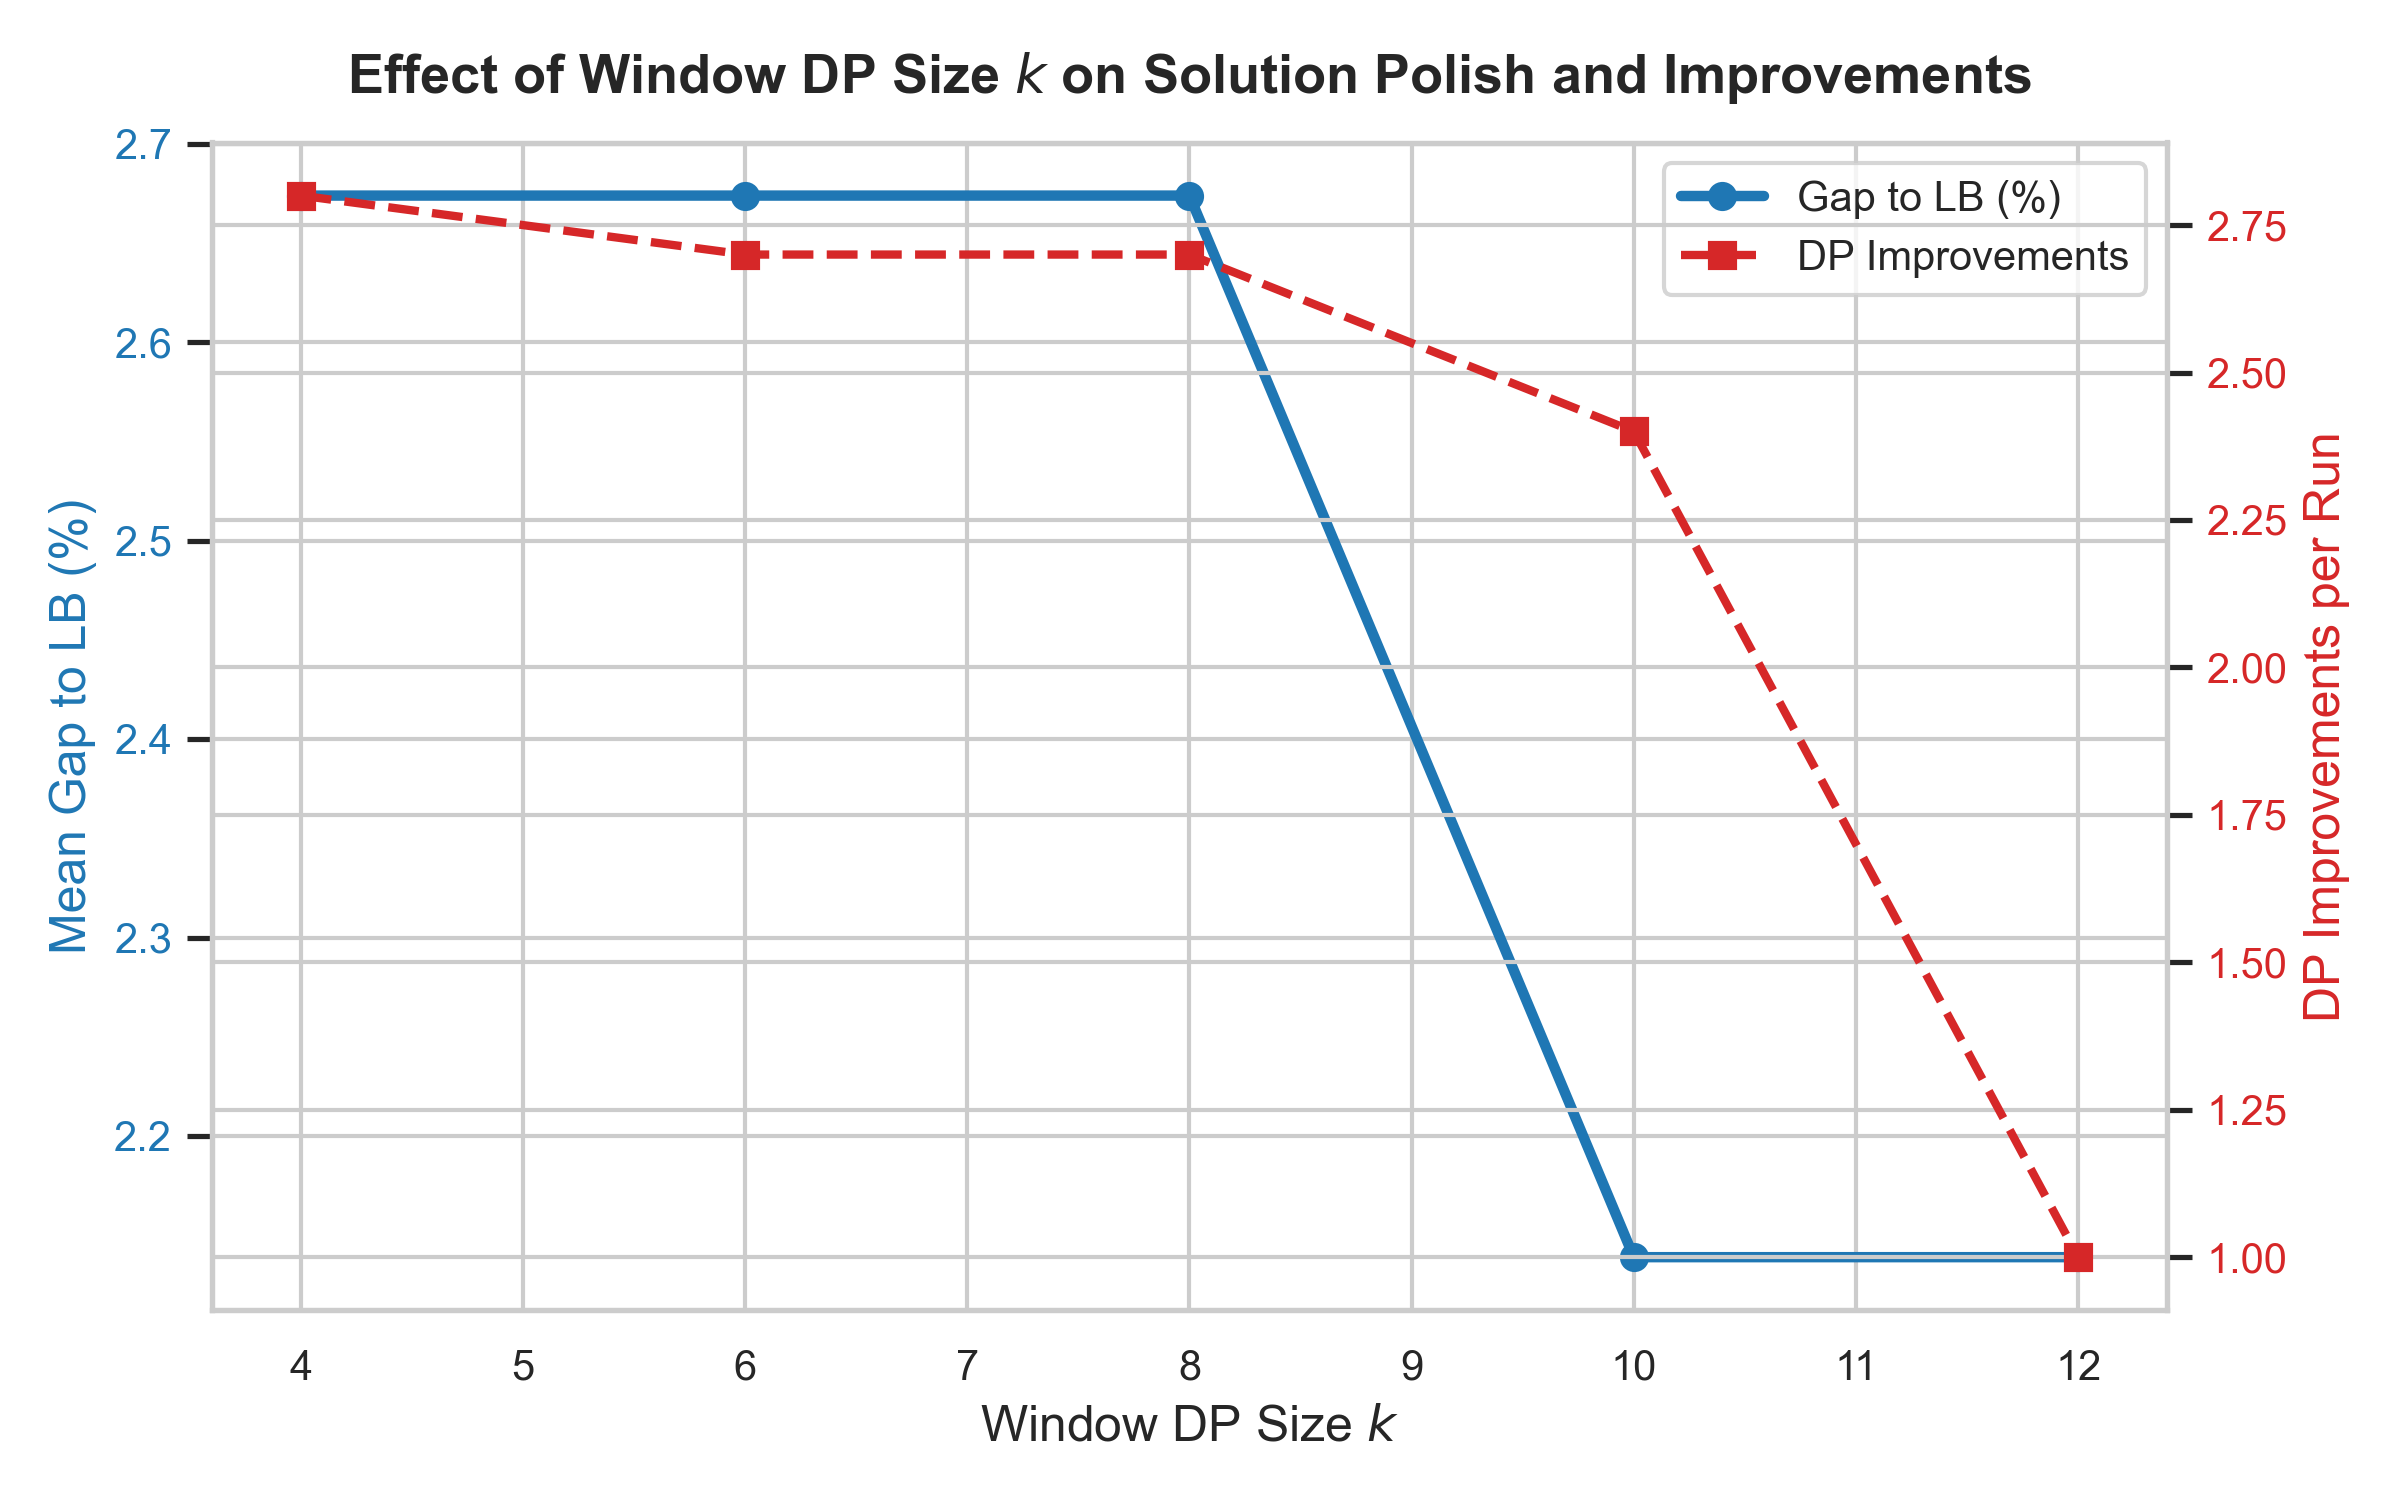 Effect of Window DP Size k on Solution Polish and Improvements
Mean Gap to LB (%)
2.7
2.6
2.5
2.4
2.3
2.2
Gap to LB (%)
DP Improvements
2.75
2.50
2.25
2.00
1.75
1.50
1.25
1.00
DP Improvements per Run
4 5 6 7 8 9 10 11 12
Window DP Size k